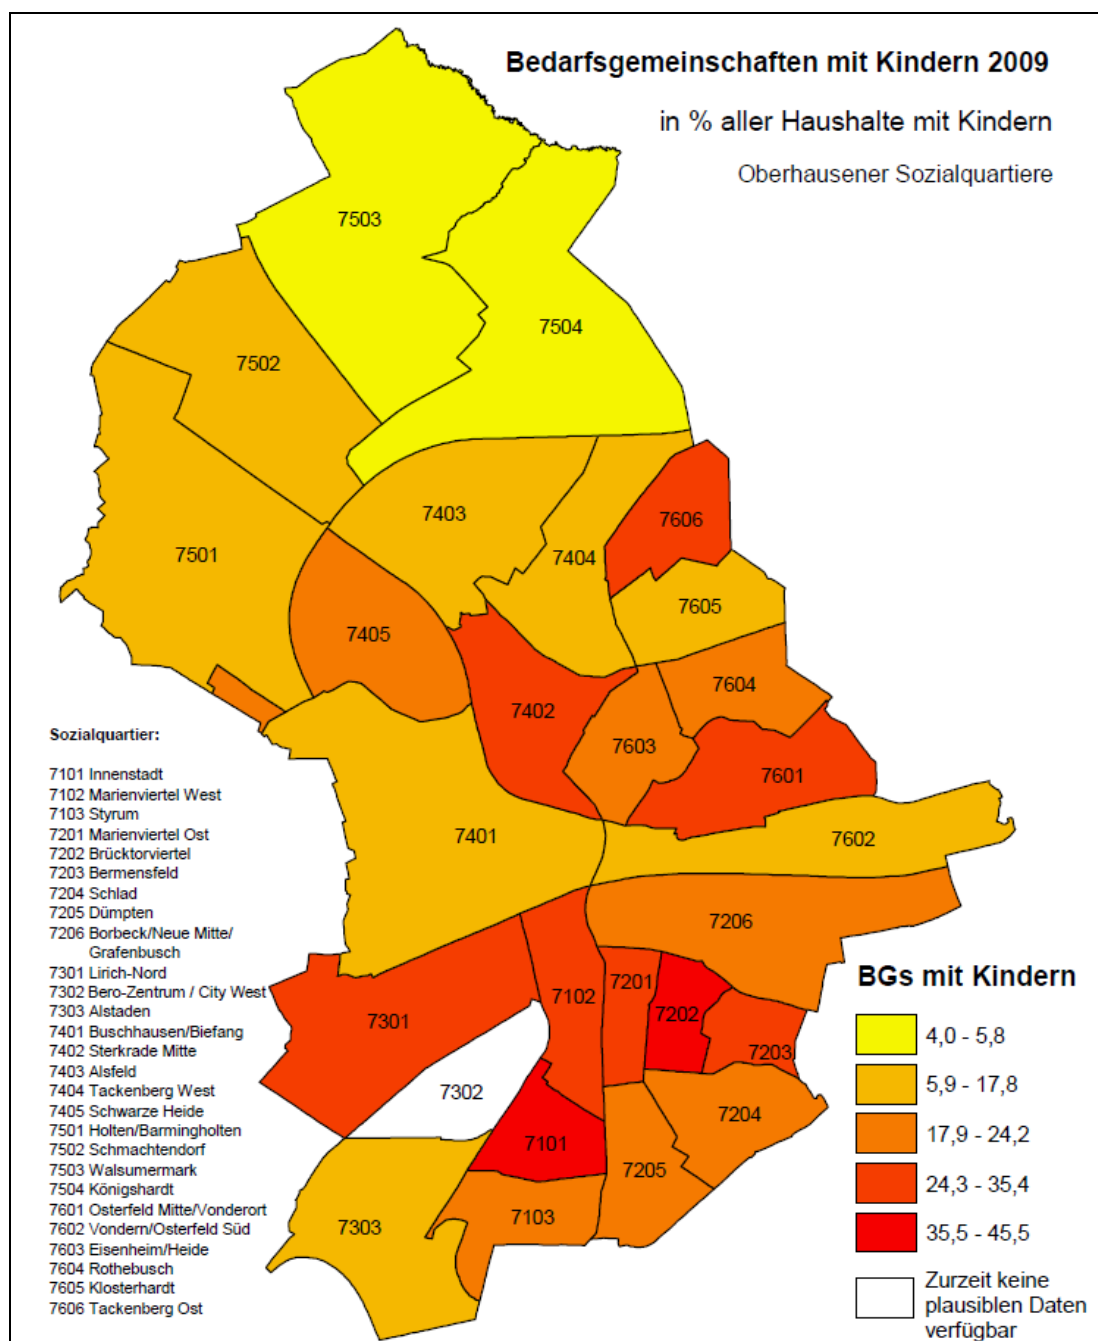 Bedarfsgemeinschaften mit Kindern 2009
in % aller Haushalte mit Kindern
Oberhausener Sozialquartiere
7503
7504
7502
7403
7606
7501
7404
7605
7405
7604
7402
7603
7601
7401
7602
7206
7201
7102
7202
7301
7203
7302
7204
7101
7205
7103
7303
Sozialquartier:
7101 Innenstadt
7102 Marienviertel West
7103 Styrum
7201 Marienviertel Ost
7202 Brücktorviertel
7203 Bermensfeld
7204 Schlad
7205 Dümpten
7206 Borbeck/Neue Mitte/
Grafenbusch
7301 Lirich-Nord
7302 Bero-Zentrum / City West
7303 Alstaden
7401 Buschhausen/Biefang
7402 Sterkrade Mitte
7403 Alsfeld
7404 Tackenberg West
7405 Schwarze Heide
7501 Holten/Barmingholten
7502 Schmachtendorf
7503 Walsumermark
7504 Königshardt
7601 Osterfeld Mitte/Vonderort
7602 Vondern/Osterfeld Süd
7603 Eisenheim/Heide
7604 Rothebusch
7605 Klosterhardt
7606 Tackenberg Ost
BGs mit Kindern
4,0 - 5,8
5,9 - 17,8
17,9 - 24,2
24,3 - 35,4
35,5 - 45,5
Zurzeit keine
plausiblen Daten
verfügbar